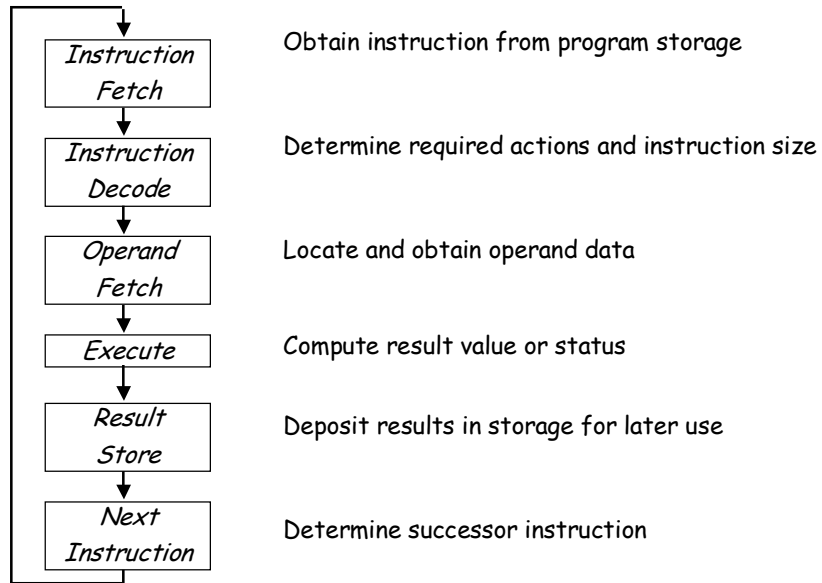 Instruction
Fetch
Obtain instruction from program storage
Instruction
Decode
Determine required actions and instruction size
Operand
Fetch
Locate and obtain operand data
Execute
Compute result value or status
Result
Store
Deposit results in storage for later use
Next
Instruction
Determine successor instruction